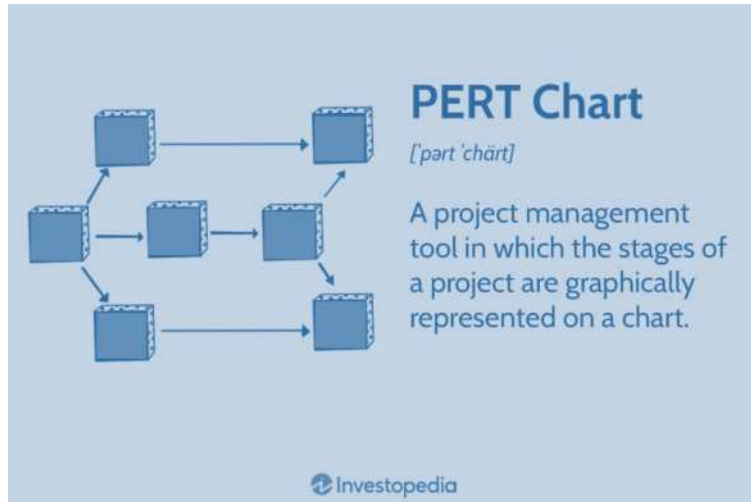 PERT Chart
['pərt 'chärt]
A project management
tool in which the stages of
a project are graphically
represented on a chart.
Investopedia